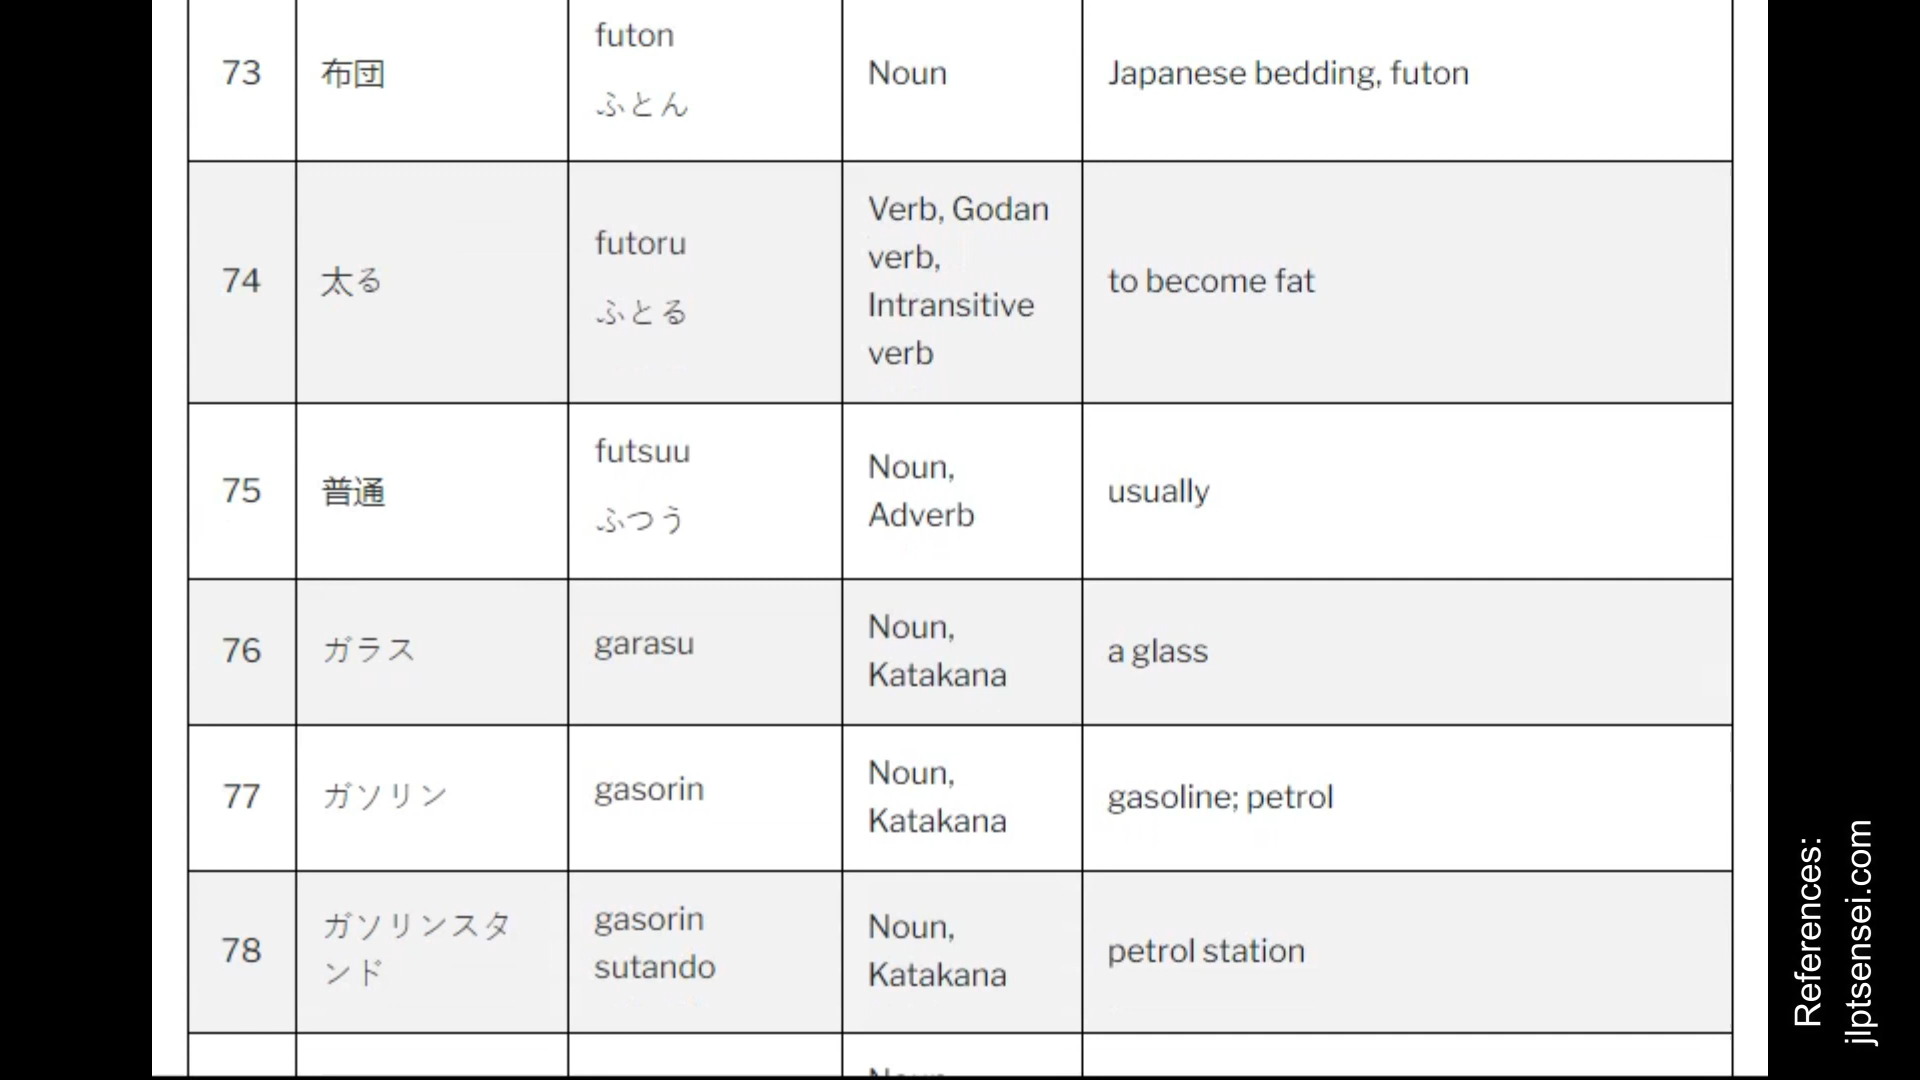 73
布団
futon
ふとん
Noun
Japanese bedding, futon
74
太る
futoru
ふとる
Verb, Godan
verb,
Intransitive
verb
to become fat
75
普通
futsuu
ふつう
Noun,
Adverb
usually
76
ガラス
garasu
Noun,
Katakana
a glass
77
ガソリン
gasorin
Noun,
Katakana
gasoline; petrol
78
ガソリンスタ
ンド
gasorin
sutando
Noun,
Katakana
petrol station
References:
jlptsensei.com